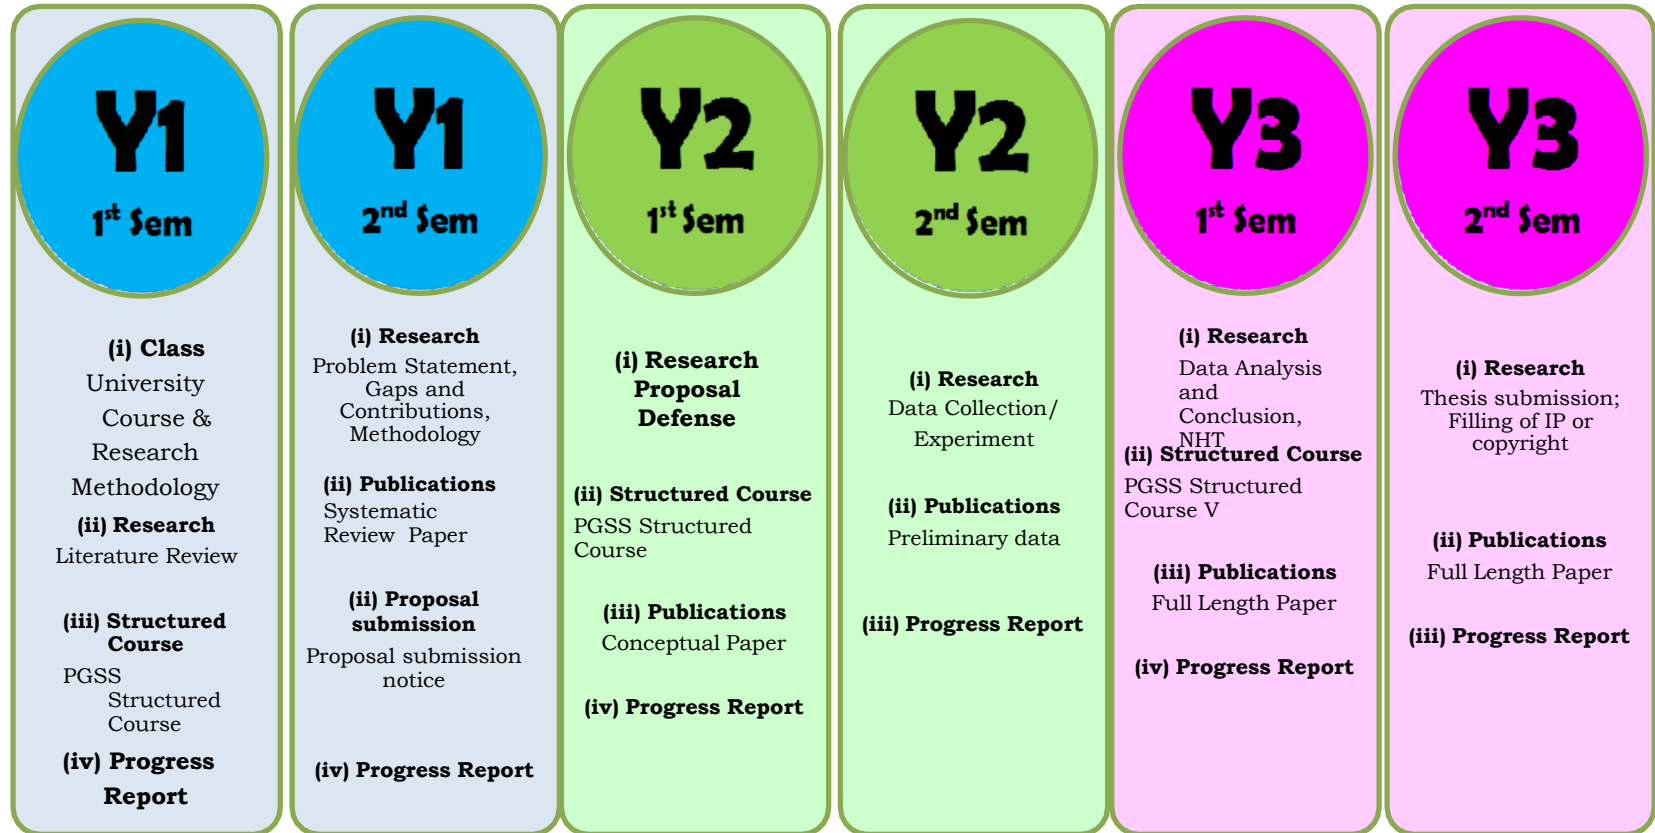 Y1
1st Sem
(i) Class
University
Course &
Research
Methodology
(ii) Research
Literature Review
(iii) Structured
Course
PGSS
Structured
Course
(iv) Progress
Report
Y1
2nd Sem
(i) Research
Problem Statement,
Gaps and
Contributions,
Methodology
(ii) Publications
Systematic
Review Paper
(ii) Proposal
submission
Proposal submission
notice
(iv) Progress Report
Y2
1st Sem
(i) Research
Proposal
Defense
(ii) Structured Course
PGSS Structured
Course
(iii) Publications
Conceptual Paper
(iv) Progress Report
Y2
2nd Sem
(i) Research
Data Collection/
Experiment
(ii) Publications
Preliminary data
(iii) Progress Report
Y3
1st Sem
(i) Research
Data Analysis
and
Conclusion,
NHT
(ii) Structured Course
PGSS Structured
Course V
(iii) Publications
Full Length Paper
(iv) Progress Report
Y3
2nd Sem
(i) Research
Thesis submission;
Filling of IP or
copyright
(ii) Publications
Full Length Paper
(iii) Progress Report